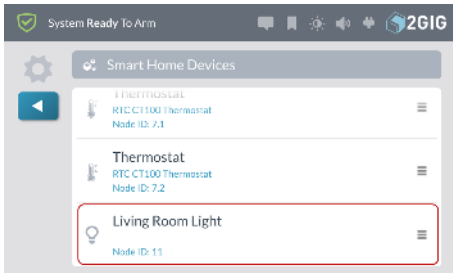 System Ready To Arm
2GIG
Smart Home Devices
Thermostat
RTC CT100 Thermostat
Node ID: 7.1
Thermostat
RTC CT100 Thermostat
Node ID: 7.2
Living Room Light
Node ID: 11